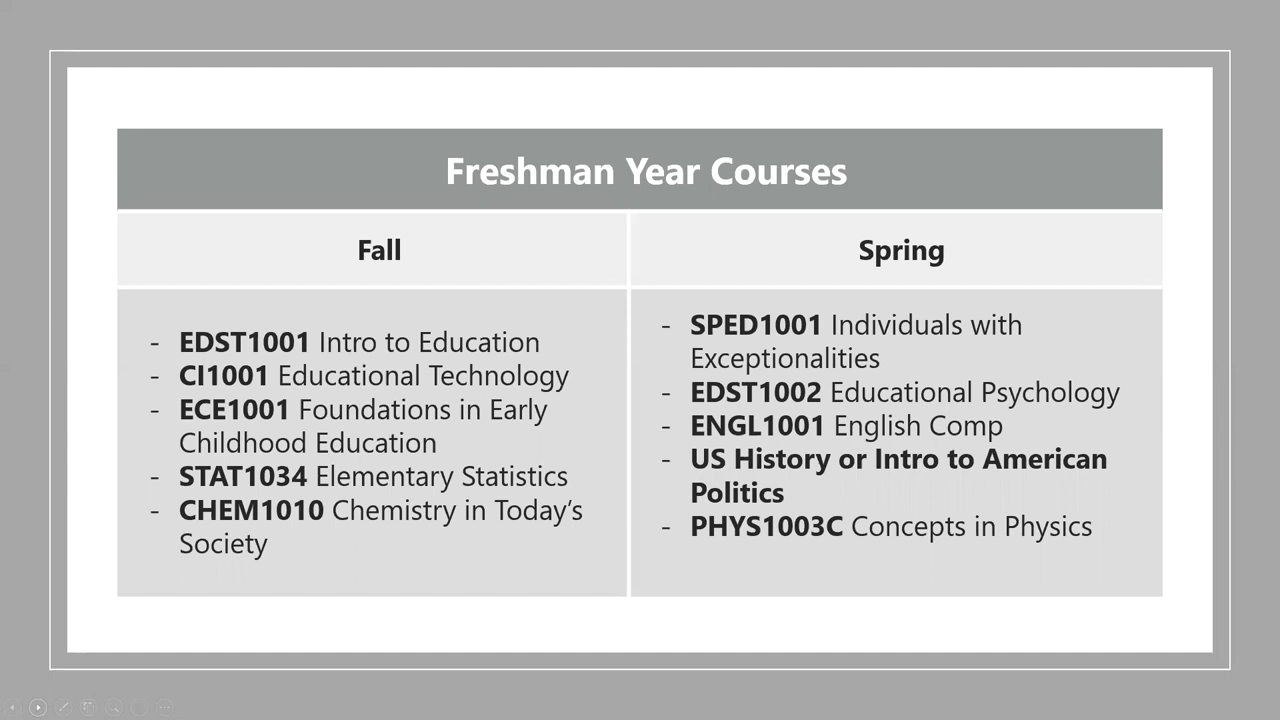 Freshman Year Courses
Fall
Spring
- EDST1001 Intro to Education
- CI1001 Educational Technology
- ECE1001 Foundations in Early
Childhood Education
- STAT1034 Elementary Statistics
- CHEM1010 Chemistry in Today’s
Society
- SPED1001 Individuals with
Exceptionalities
- EDST1002 Educational Psychology
- ENGL1001 English Comp
- US History or Intro to American
Politics
- PHYS1003C Concepts in Physics